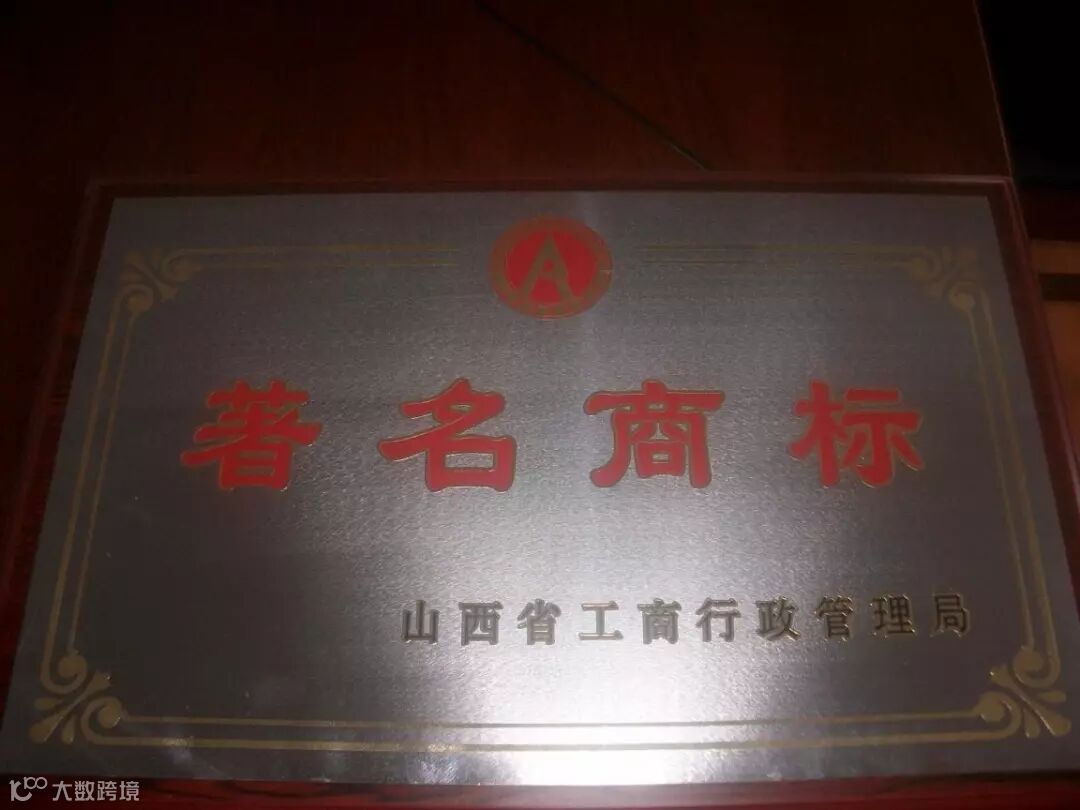 著名商标
山西省工商行政管理局
大数跨境